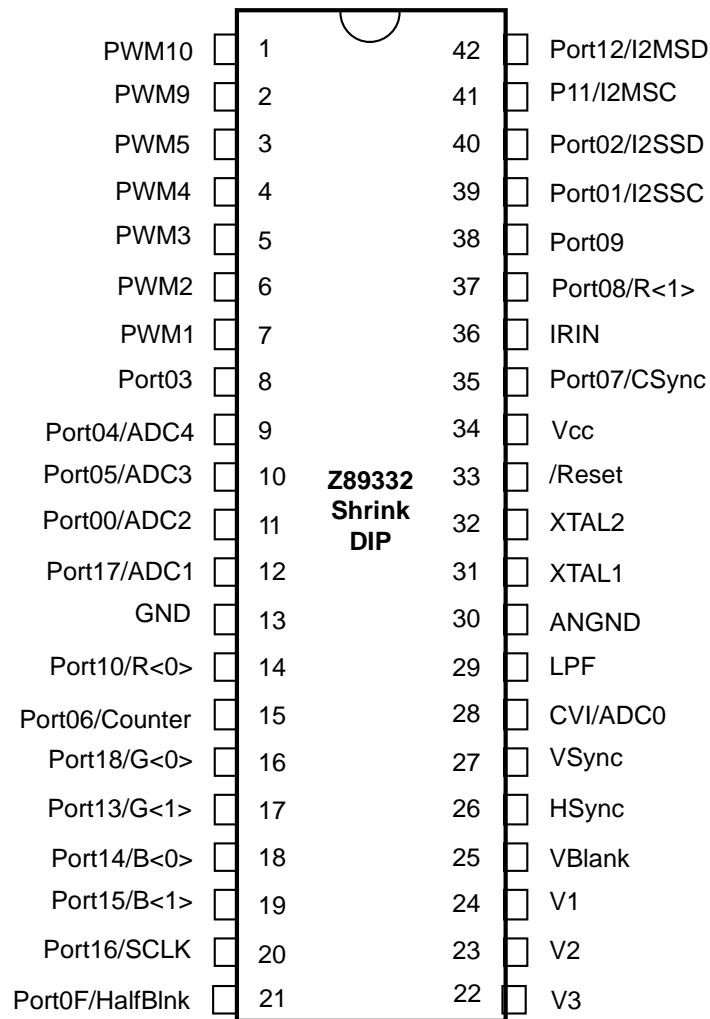 PWM10 1 42 Port12/I2MSD
PWM9 2 41 P11/I2MSC
PWM5 3 40 Port02/I2SSD
PWM4 4 39 Port01/I2SSC
PWM3 5 38 Port09
PWM2 6 37 Port08/R<1>
PWM1 7 36 IRIN
Port03 8 35 Port07/CSync
Port04/ADC4 9 34 Vcc
Port05/ADC3 10 Z89332 33 /Reset
Port00/ADC2 11 Shrink DIP 32 XTAL2
Port17/ADC1 12 31 XTAL1
GND 13 30 ANGND
Port10/R<0> 14 29 LPF
Port06/Counter 15 28 CVI/ADC0
Port18/G<0> 16 27 VSync
Port13/G<1> 17 26 HSync
Port14/B<0> 18 25 VBlank
Port15/B<1> 19 24 V1
Port16/SCLK 20 23 V2
Port0F/HalfBlnk 21 22 V3